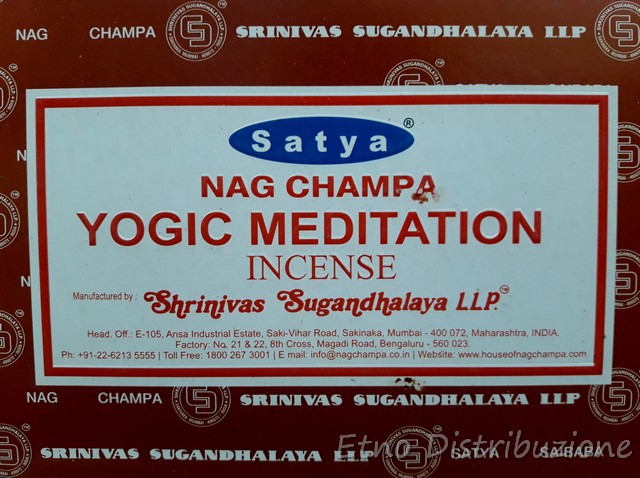 NAG CHAMPA SRINIVAS SUGANDHALAYA LLP
Satya®
NAG CHAMPA
YOGIC MEDITATION
INCENSE
Manufactured by : Shrinivas Sugandhalaya L.L.P.™
Head. Off.: E-105, Ansa Industrial Estate, Saki-Vihar Road, Sakinaka, Mumbai - 400 072, Maharashtra, INDIA.
Factory: No. 21 & 22, 8th Cross, Magadi Road, Bengaluru - 560 023.
Ph: +91-22-6213 5555 | Toll Free: 1800 267 3001 | E mail: info@nagchampa.co.in | Website: www.houseofnagchampa.com
NAG CHAMPA SRINIVAS SUGANDHALAYA LLP
Etno Distribuzione
SRINIVAS SUGANDHALAYA LLP SATYA SAIBABA